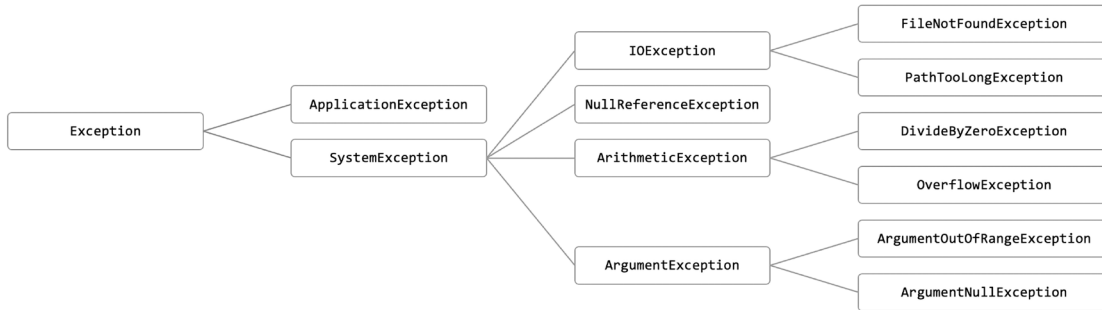 Exception
ApplicationException
SystemException
IOException
NullReferenceException
ArithmeticException
ArgumentException
FileNotFoundException
PathTooLongException
DivideByZeroException
OverflowException
ArgumentOutOfRangeException
ArgumentNullException